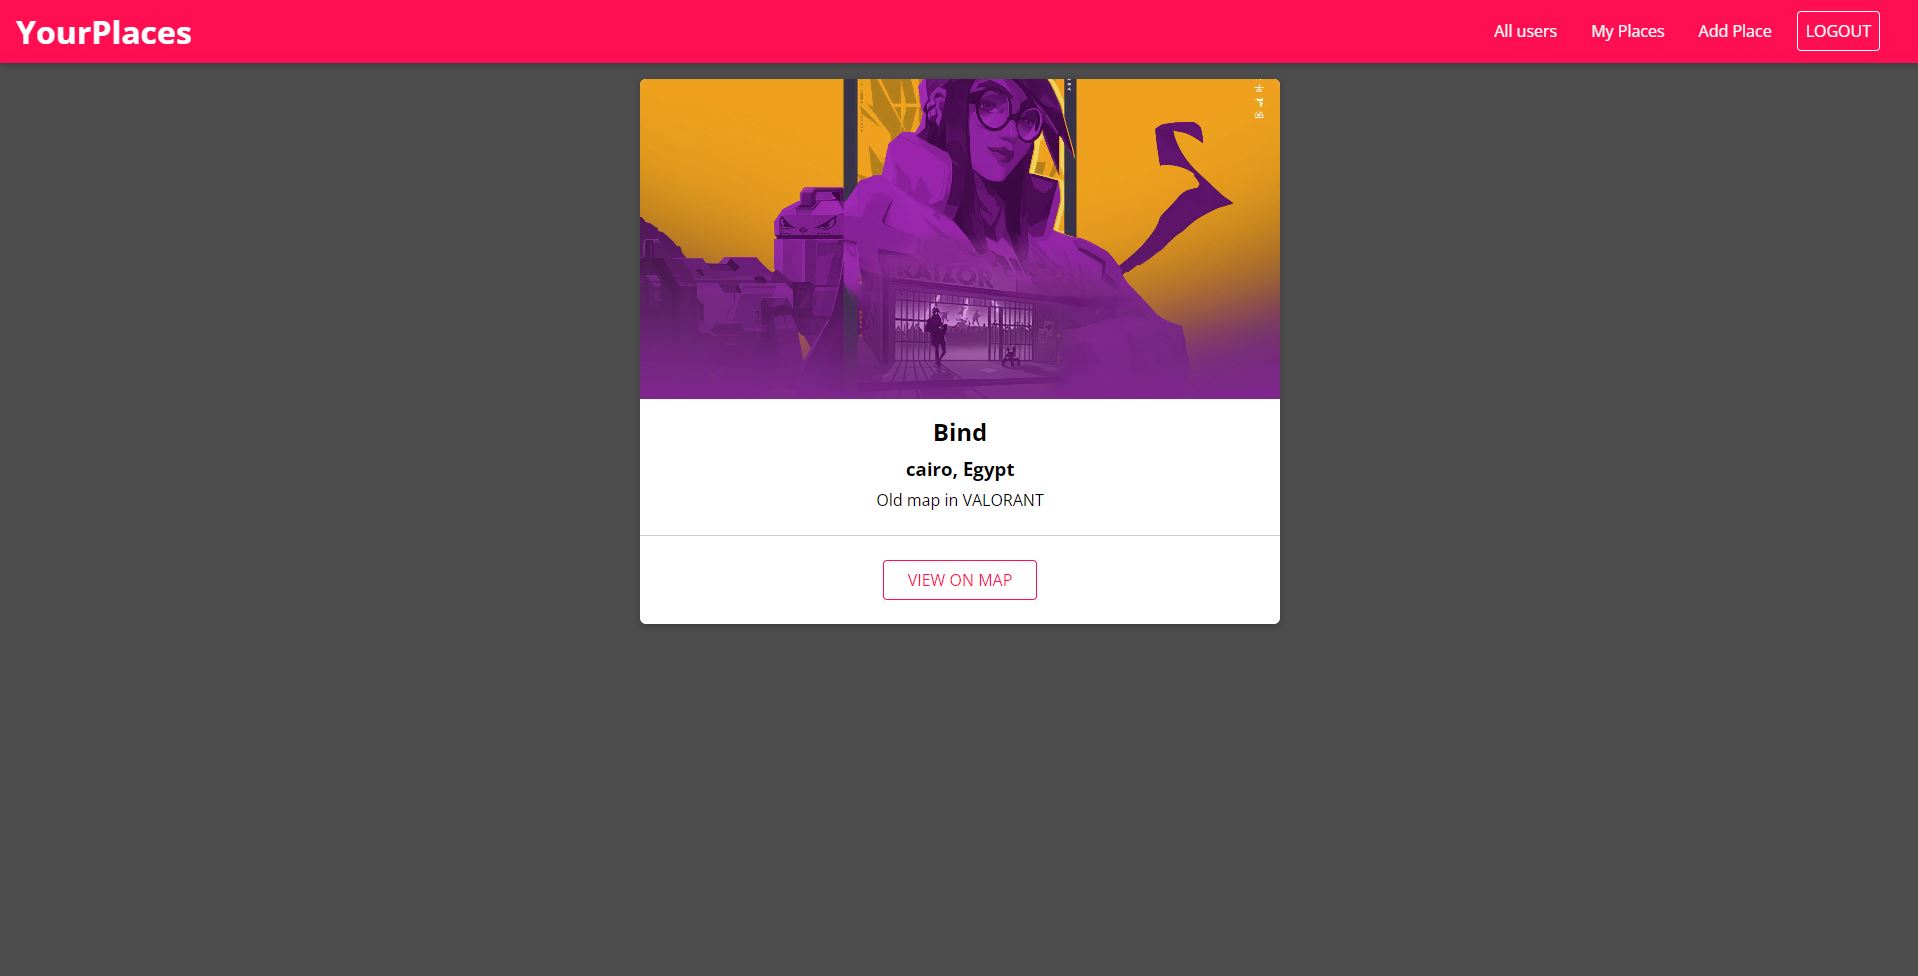 YourPlaces
All users
My Places
Add Place
LOGOUT
RAIZOR
Bind
cairo, Egypt
Old map in VALORANT
VIEW ON MAP